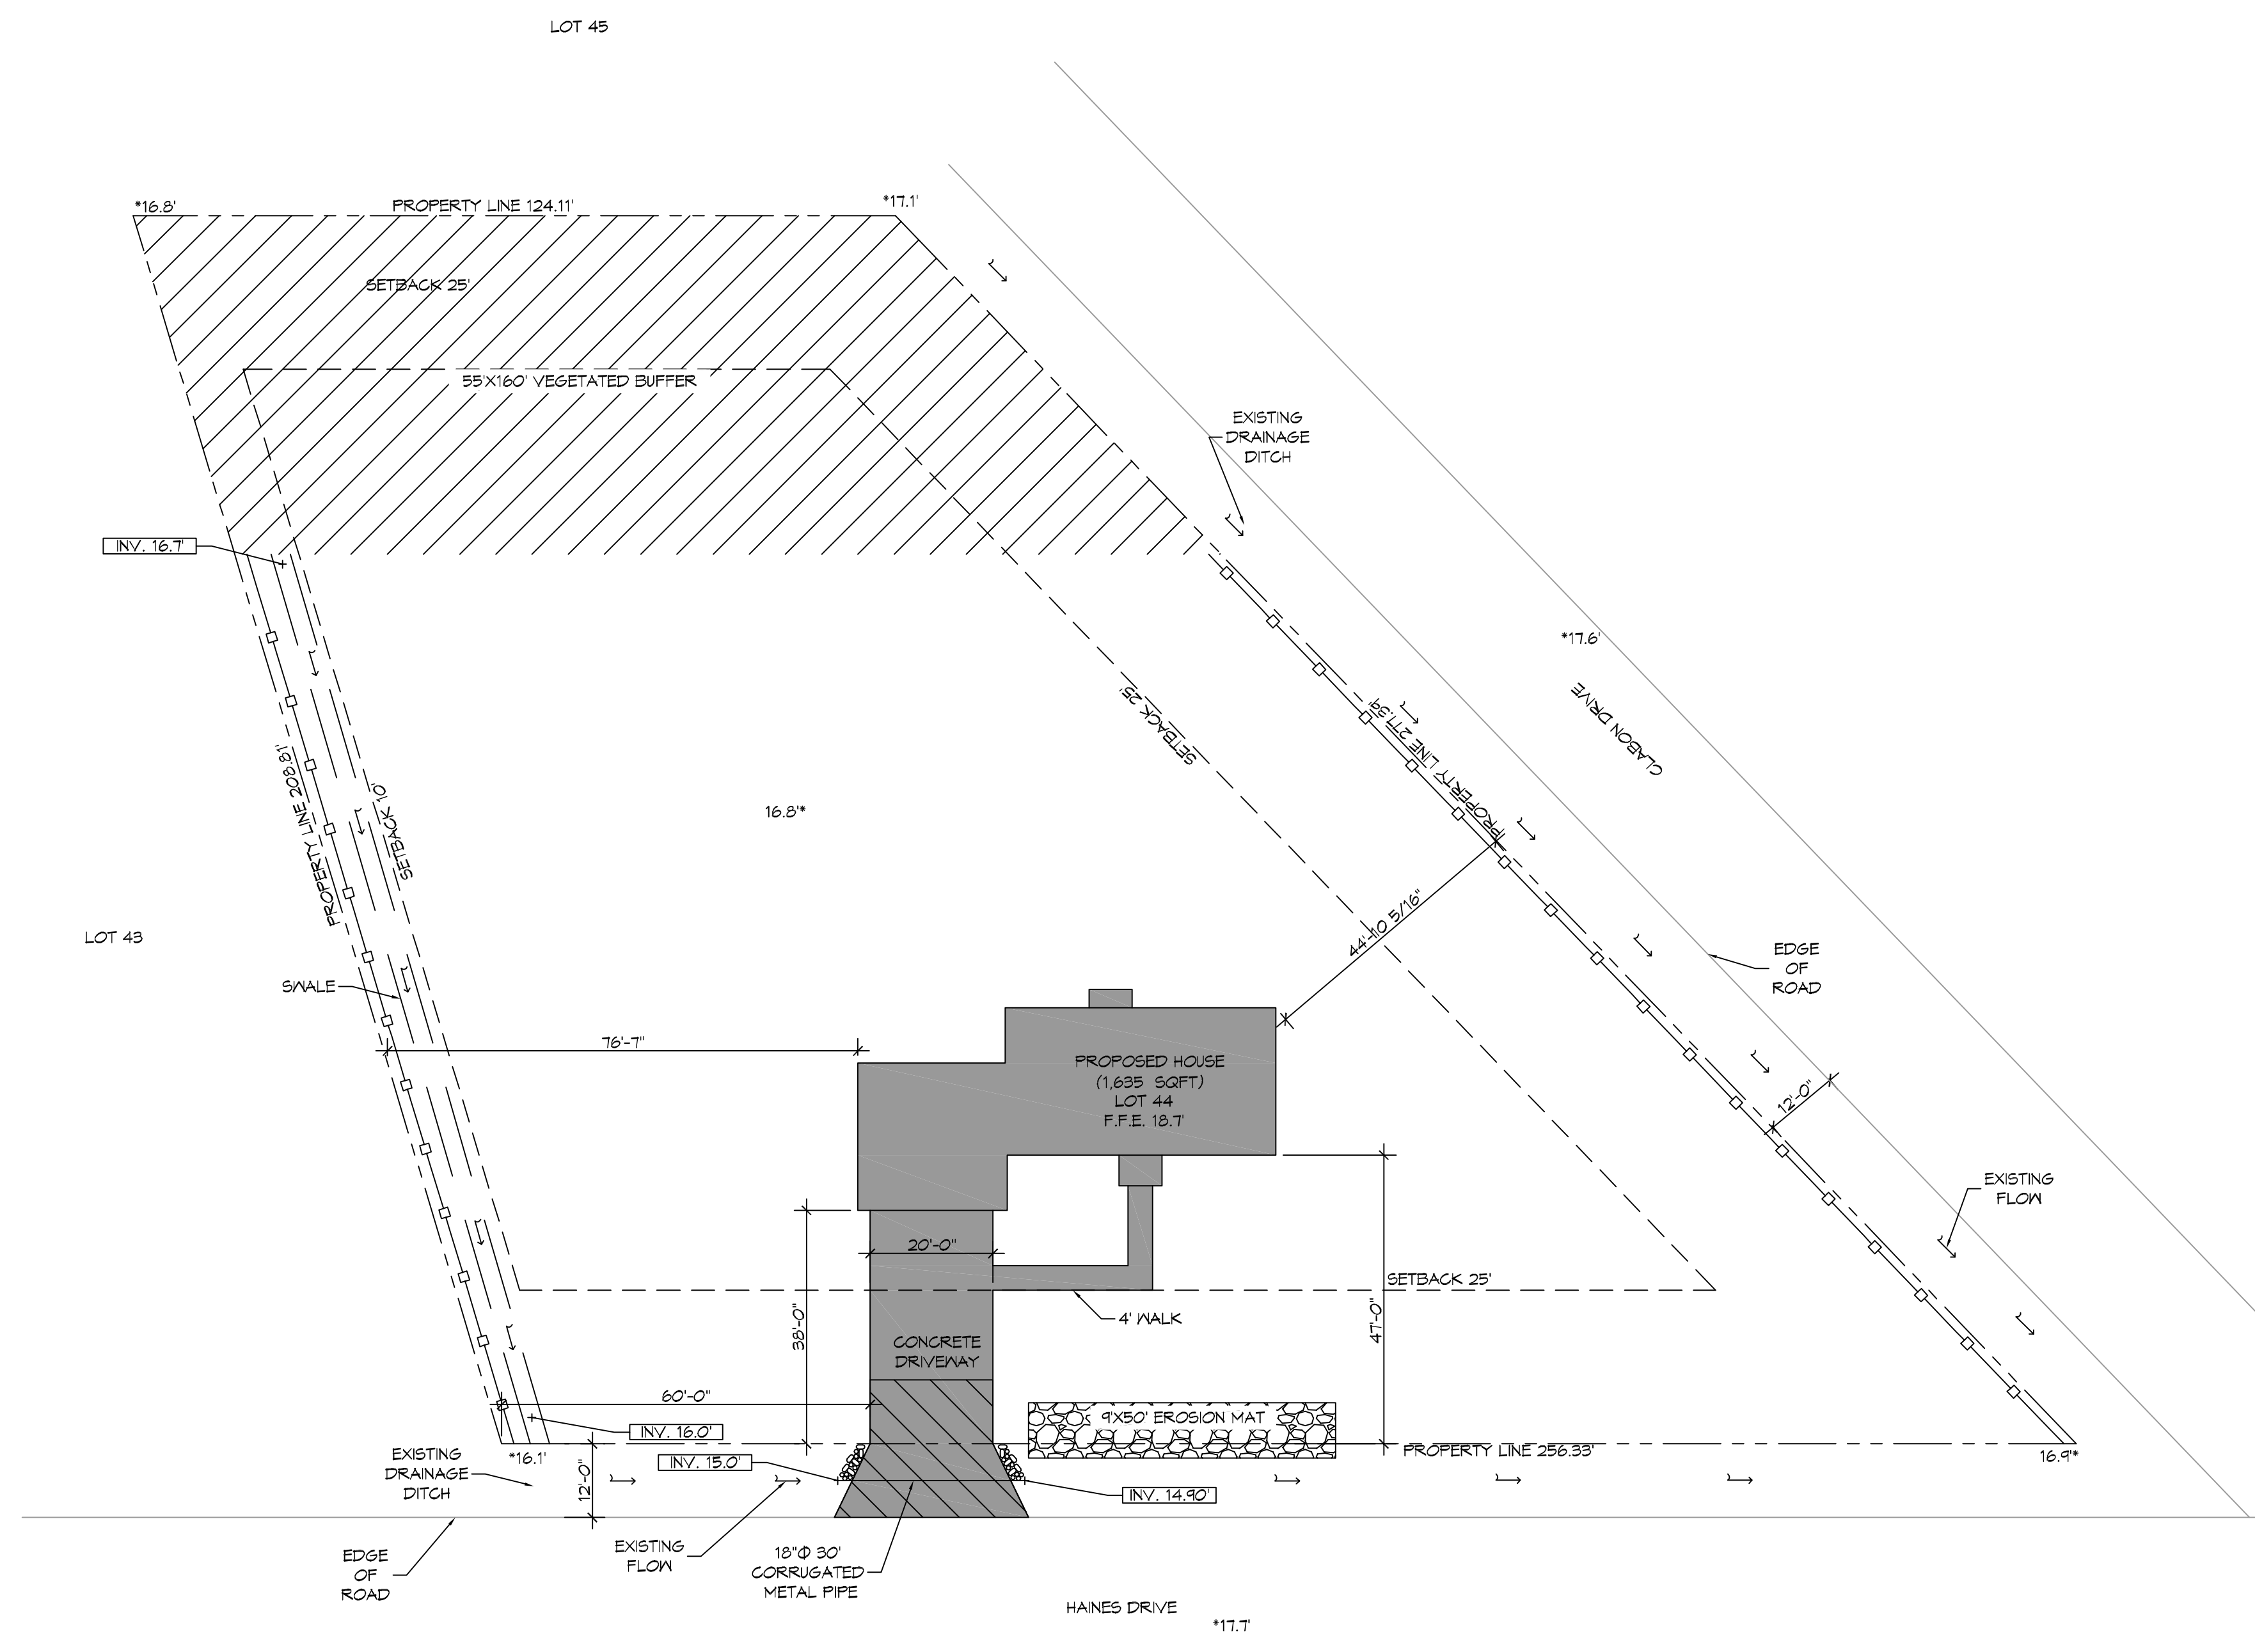 LOT 45
*16.8'
PROPERTY LINE 124.11'
*17.1'
SETBACK 25'
55'X160' VEGETATED BUFFER
EXISTING
DRAINAGE
DITCH
INV. 16.7'
*17.6'
CLABON DRIVE
SETBACK 25'
PROPERTY LINE 277.39'
PROPERTY LINE 208.81'
SETBACK 10'
16.8'*
LOT 43
44'-10 5/16"
EDGE
OF
ROAD
SWALE
76'-7"
PROPOSED HOUSE
(1,635 SQFT)
LOT 44
F.F.E. 18.7'
12'-0"
EXISTING
FLOW
20'-0"
SETBACK 25'
38'-0"
4' WALK
47'-0"
CONCRETE
DRIVEWAY
60'-0"
9'X50' EROSION MAT
INV. 16.0'
*16.1'
PROPERTY LINE 256.33'
16.9'*
EXISTING
DRAINAGE
DITCH
INV. 15.0'
12'-0"
INV. 14.90'
EDGE
OF
ROAD
EXISTING
FLOW
18"Φ 30'
CORRUGATED
METAL PIPE
HAINES DRIVE
*17.7'